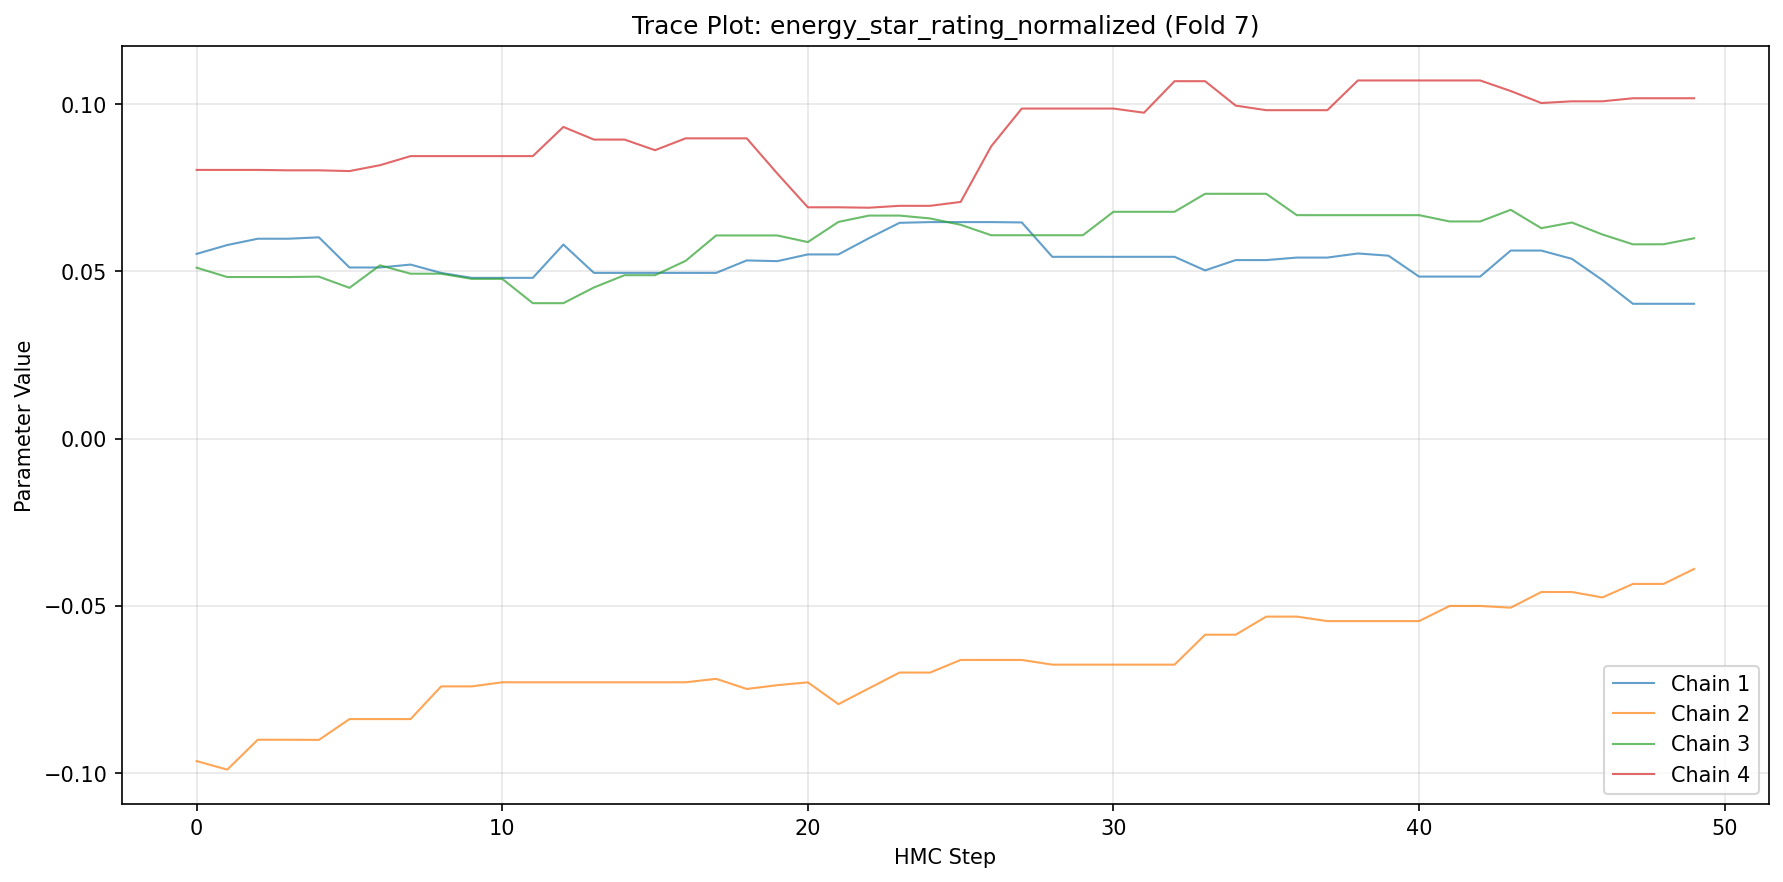 Trace Plot: energy_star_rating_normalized (Fold 7)
Parameter Value
0.10
0.05
0.00
−0.05
−0.10
0
10
20
30
40
50
HMC Step
Chain 1
Chain 2
Chain 3
Chain 4